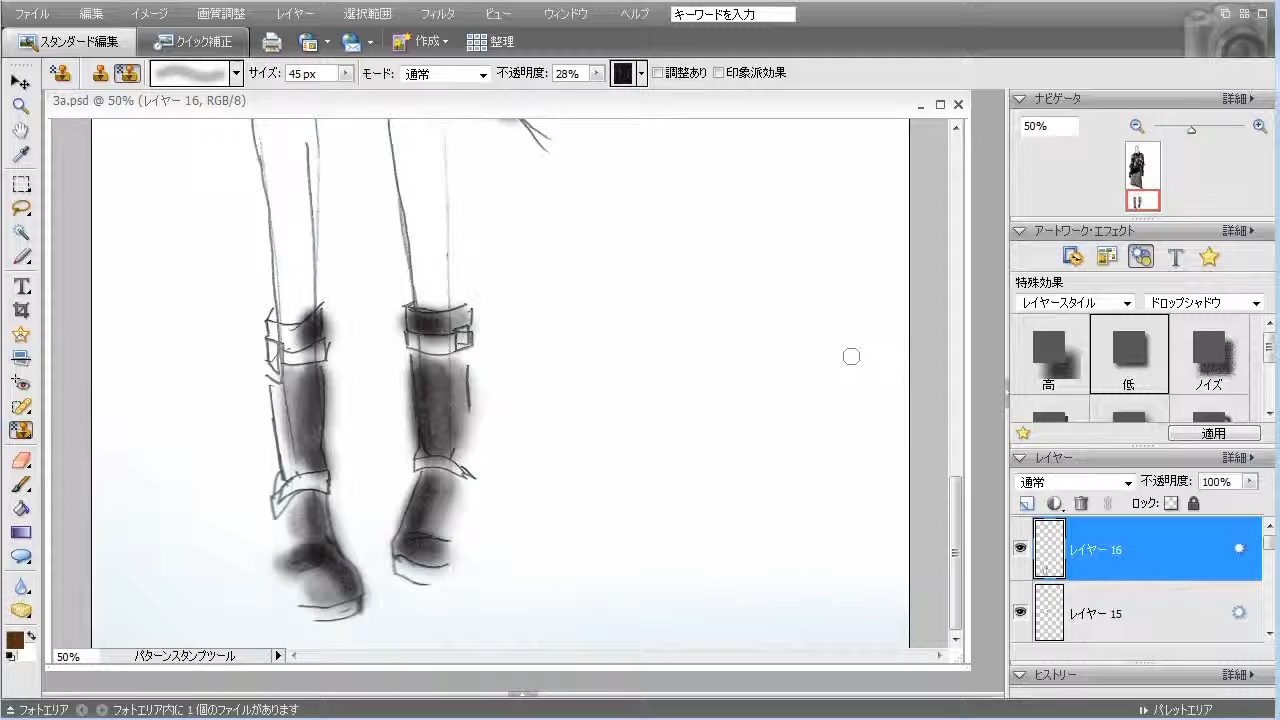 ファイル 編集 イメージ 画質調整 レイヤー 選択範囲 フィルタ ビュー ウィンドウ ヘルプ キーワードを入力
スタンダード編集 クイック補正 作成 整理
サイズ: 45 px モード: 通常 不透明度: 28% 調整あり 印象派効果
3a.psd @ 50% (レイヤー 16, RGB/8)
ナビゲータ 詳細
50%
アートワーク・エフェクト 詳細
特殊効果
レイヤースタイル ドロップシャドウ
高 低 ノイズ
適用
レイヤー 詳細
通常 不透明度: 100%
ロック:
レイヤー 16
レイヤー 15
50% パターンスタンプツール
ヒストリー 詳細
フォトエリア フォトエリア内に 1 個のファイルがあります パレットエリア